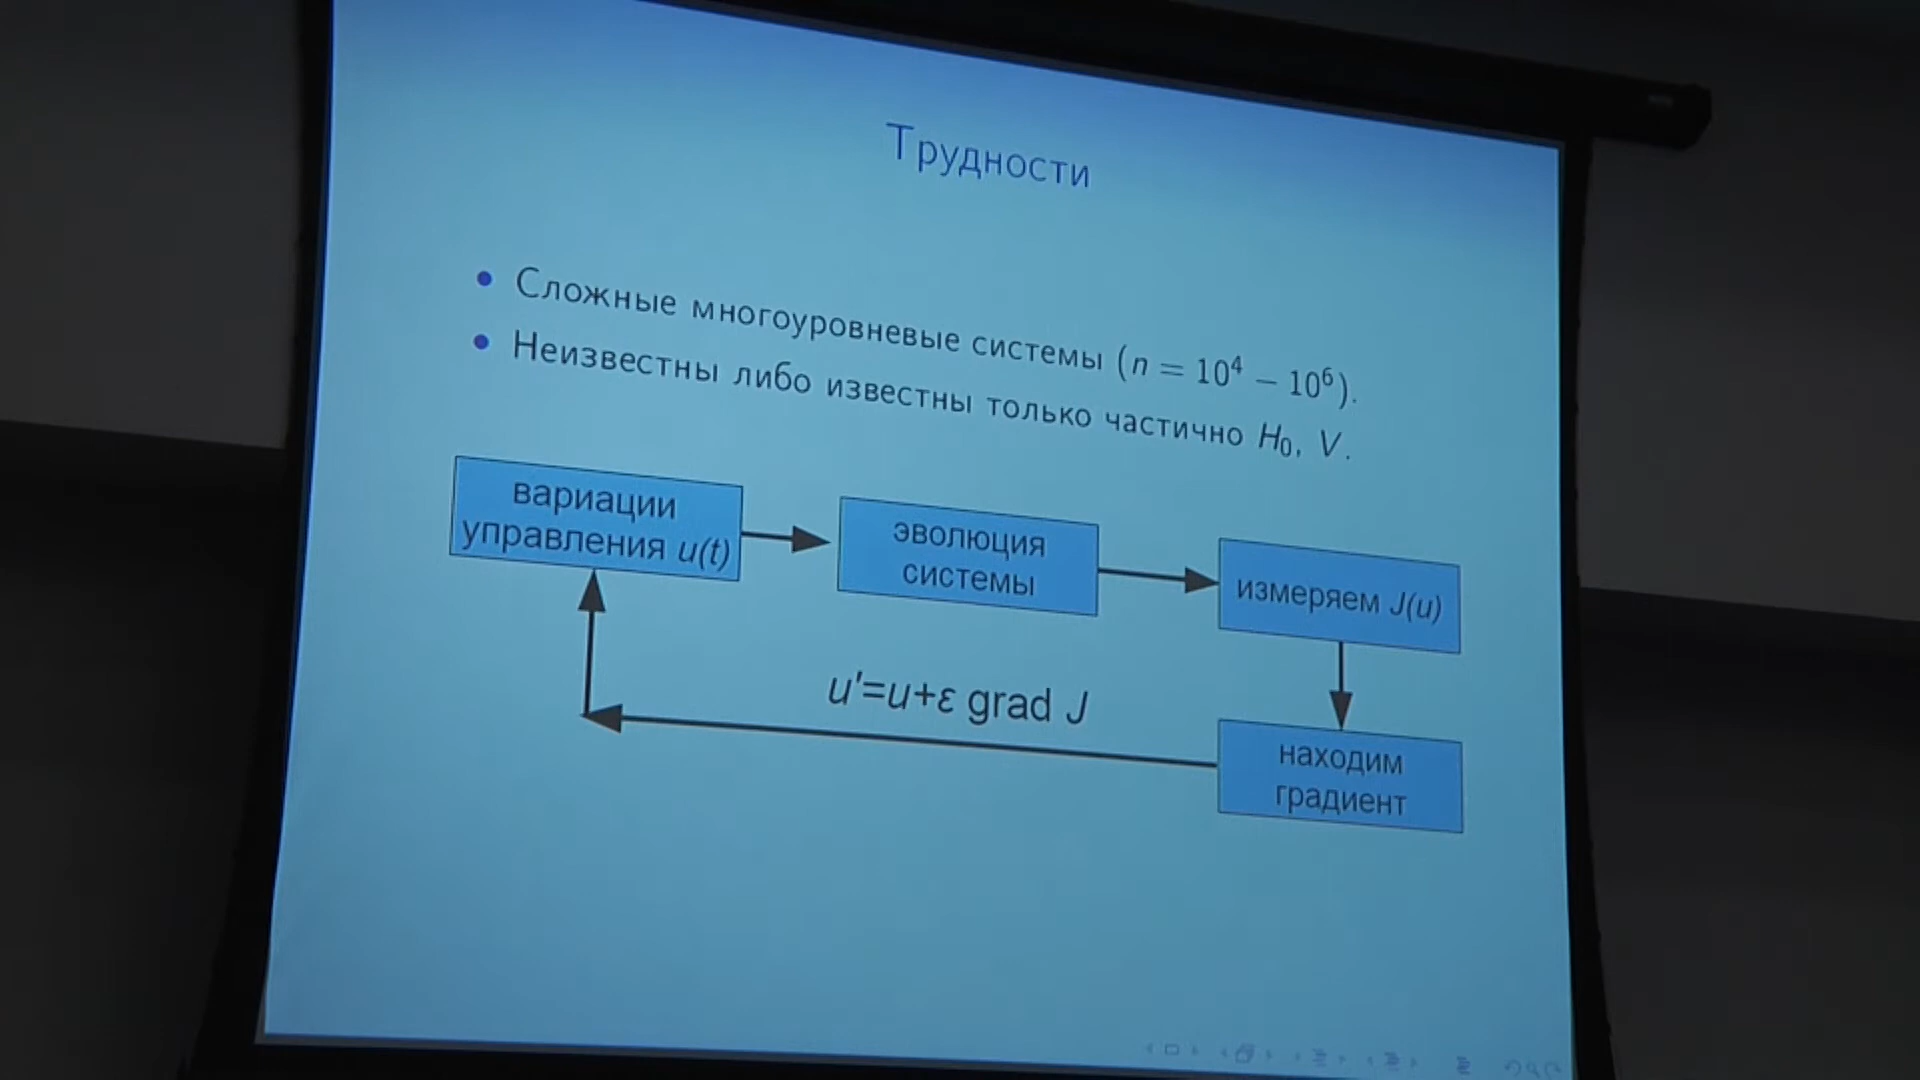 Трудности
• Сложные многоуровневые системы (n = 10⁴ − 10⁶).
• Неизвестны либо известны только частично H₀, V.
вариации
управления u(t)
эволюция
системы
измеряем J(u)
u'=u+ε grad J
находим
градиент